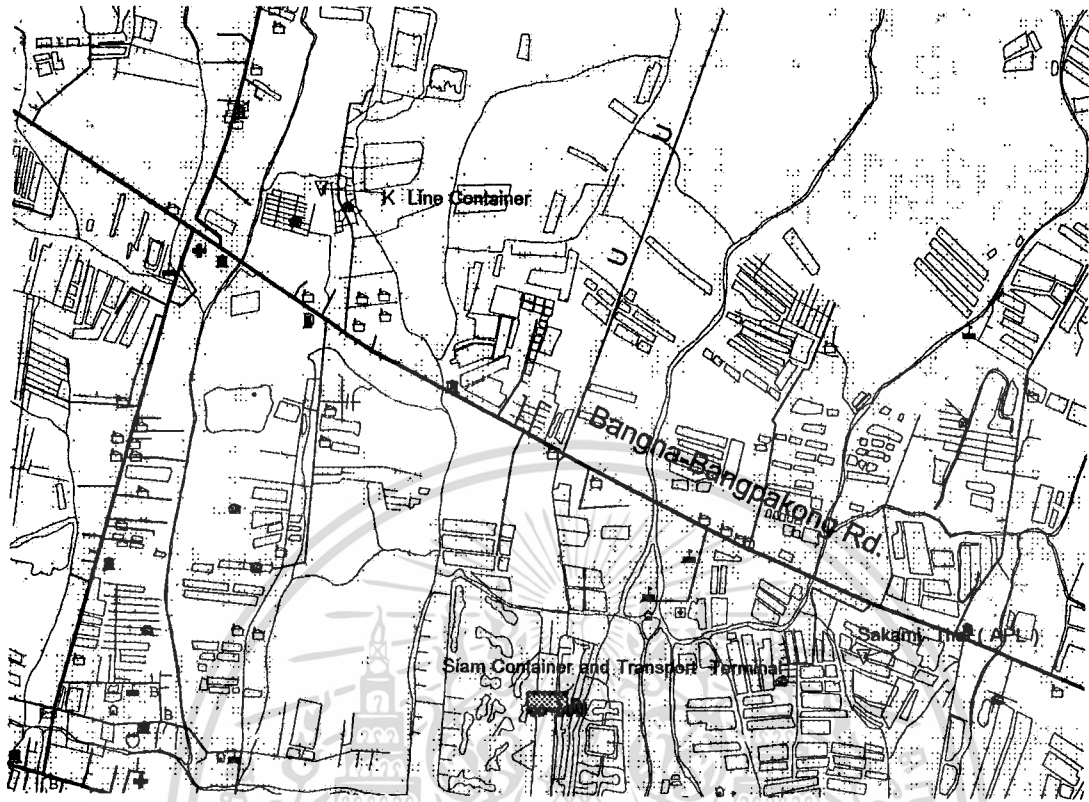 K Line Container
Bangna-Bangpakong Rd.
Sakami Thai ( APL )
Siam Container and Transport Terminal